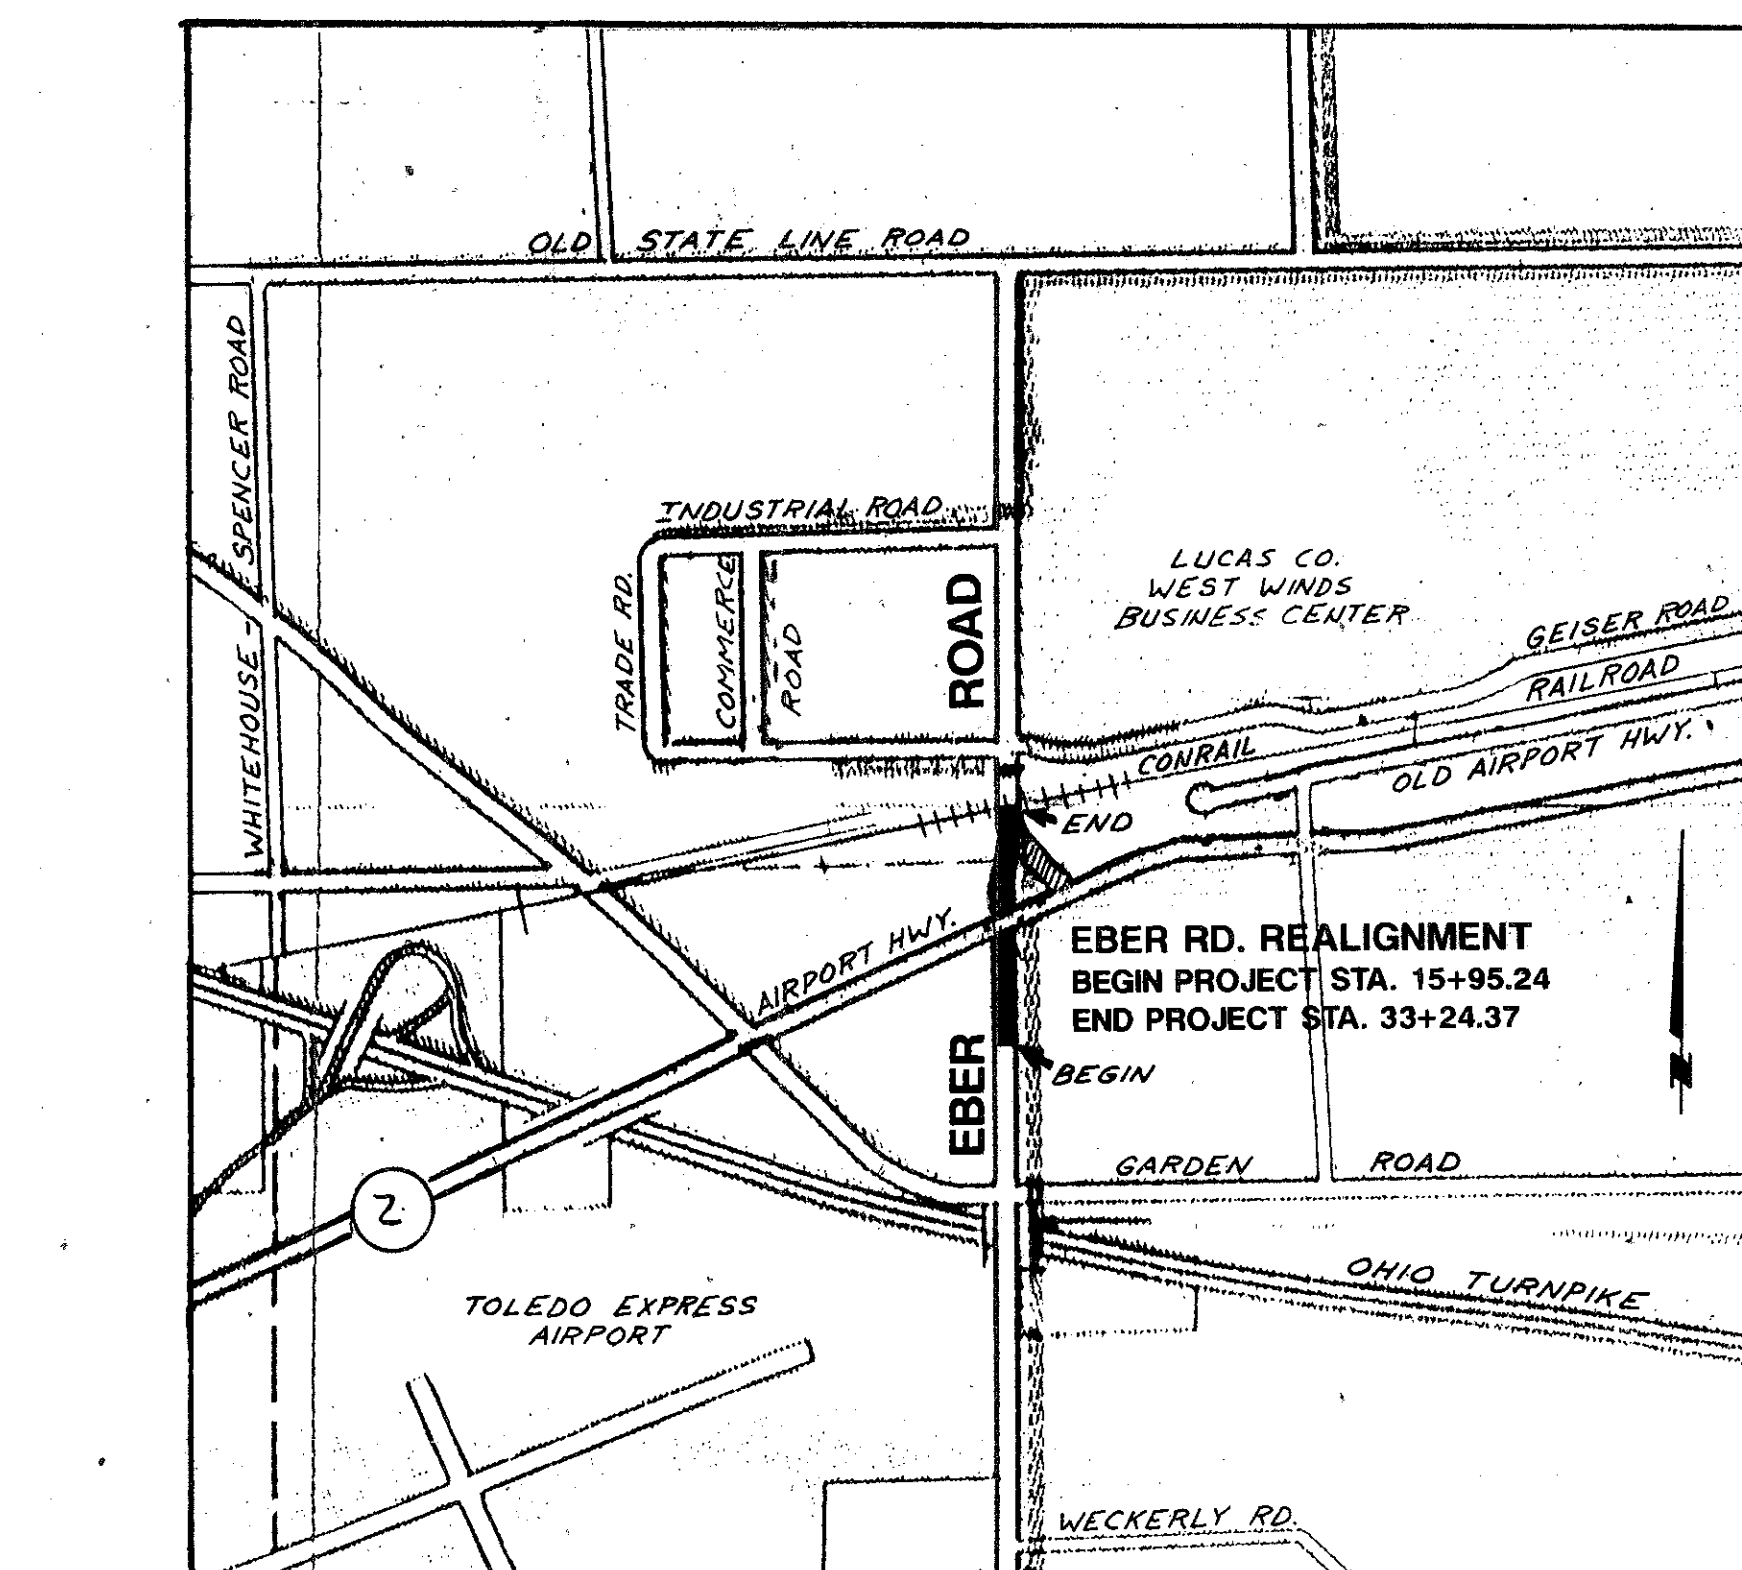 OLD STATE LINE ROAD
WHITEHOUSE - SPENCER ROAD
INDUSTRIAL ROAD
TRADE RD.
COMMERCE
ROAD
ROAD
LUCAS CO.
WEST WINDS
BUSINESS CENTER
GEISER ROAD
CONRAIL RAILROAD
OLD AIRPORT HWY.
END
AIRPORT HWY.
EBER RD. REALIGNMENT
BEGIN PROJECT STA. 15+95.24
END PROJECT STA. 33+24.37
EBER
BEGIN
N
GARDEN ROAD
2
OHIO TURNPIKE
TOLEDO EXPRESS
AIRPORT
WECKERLY RD.